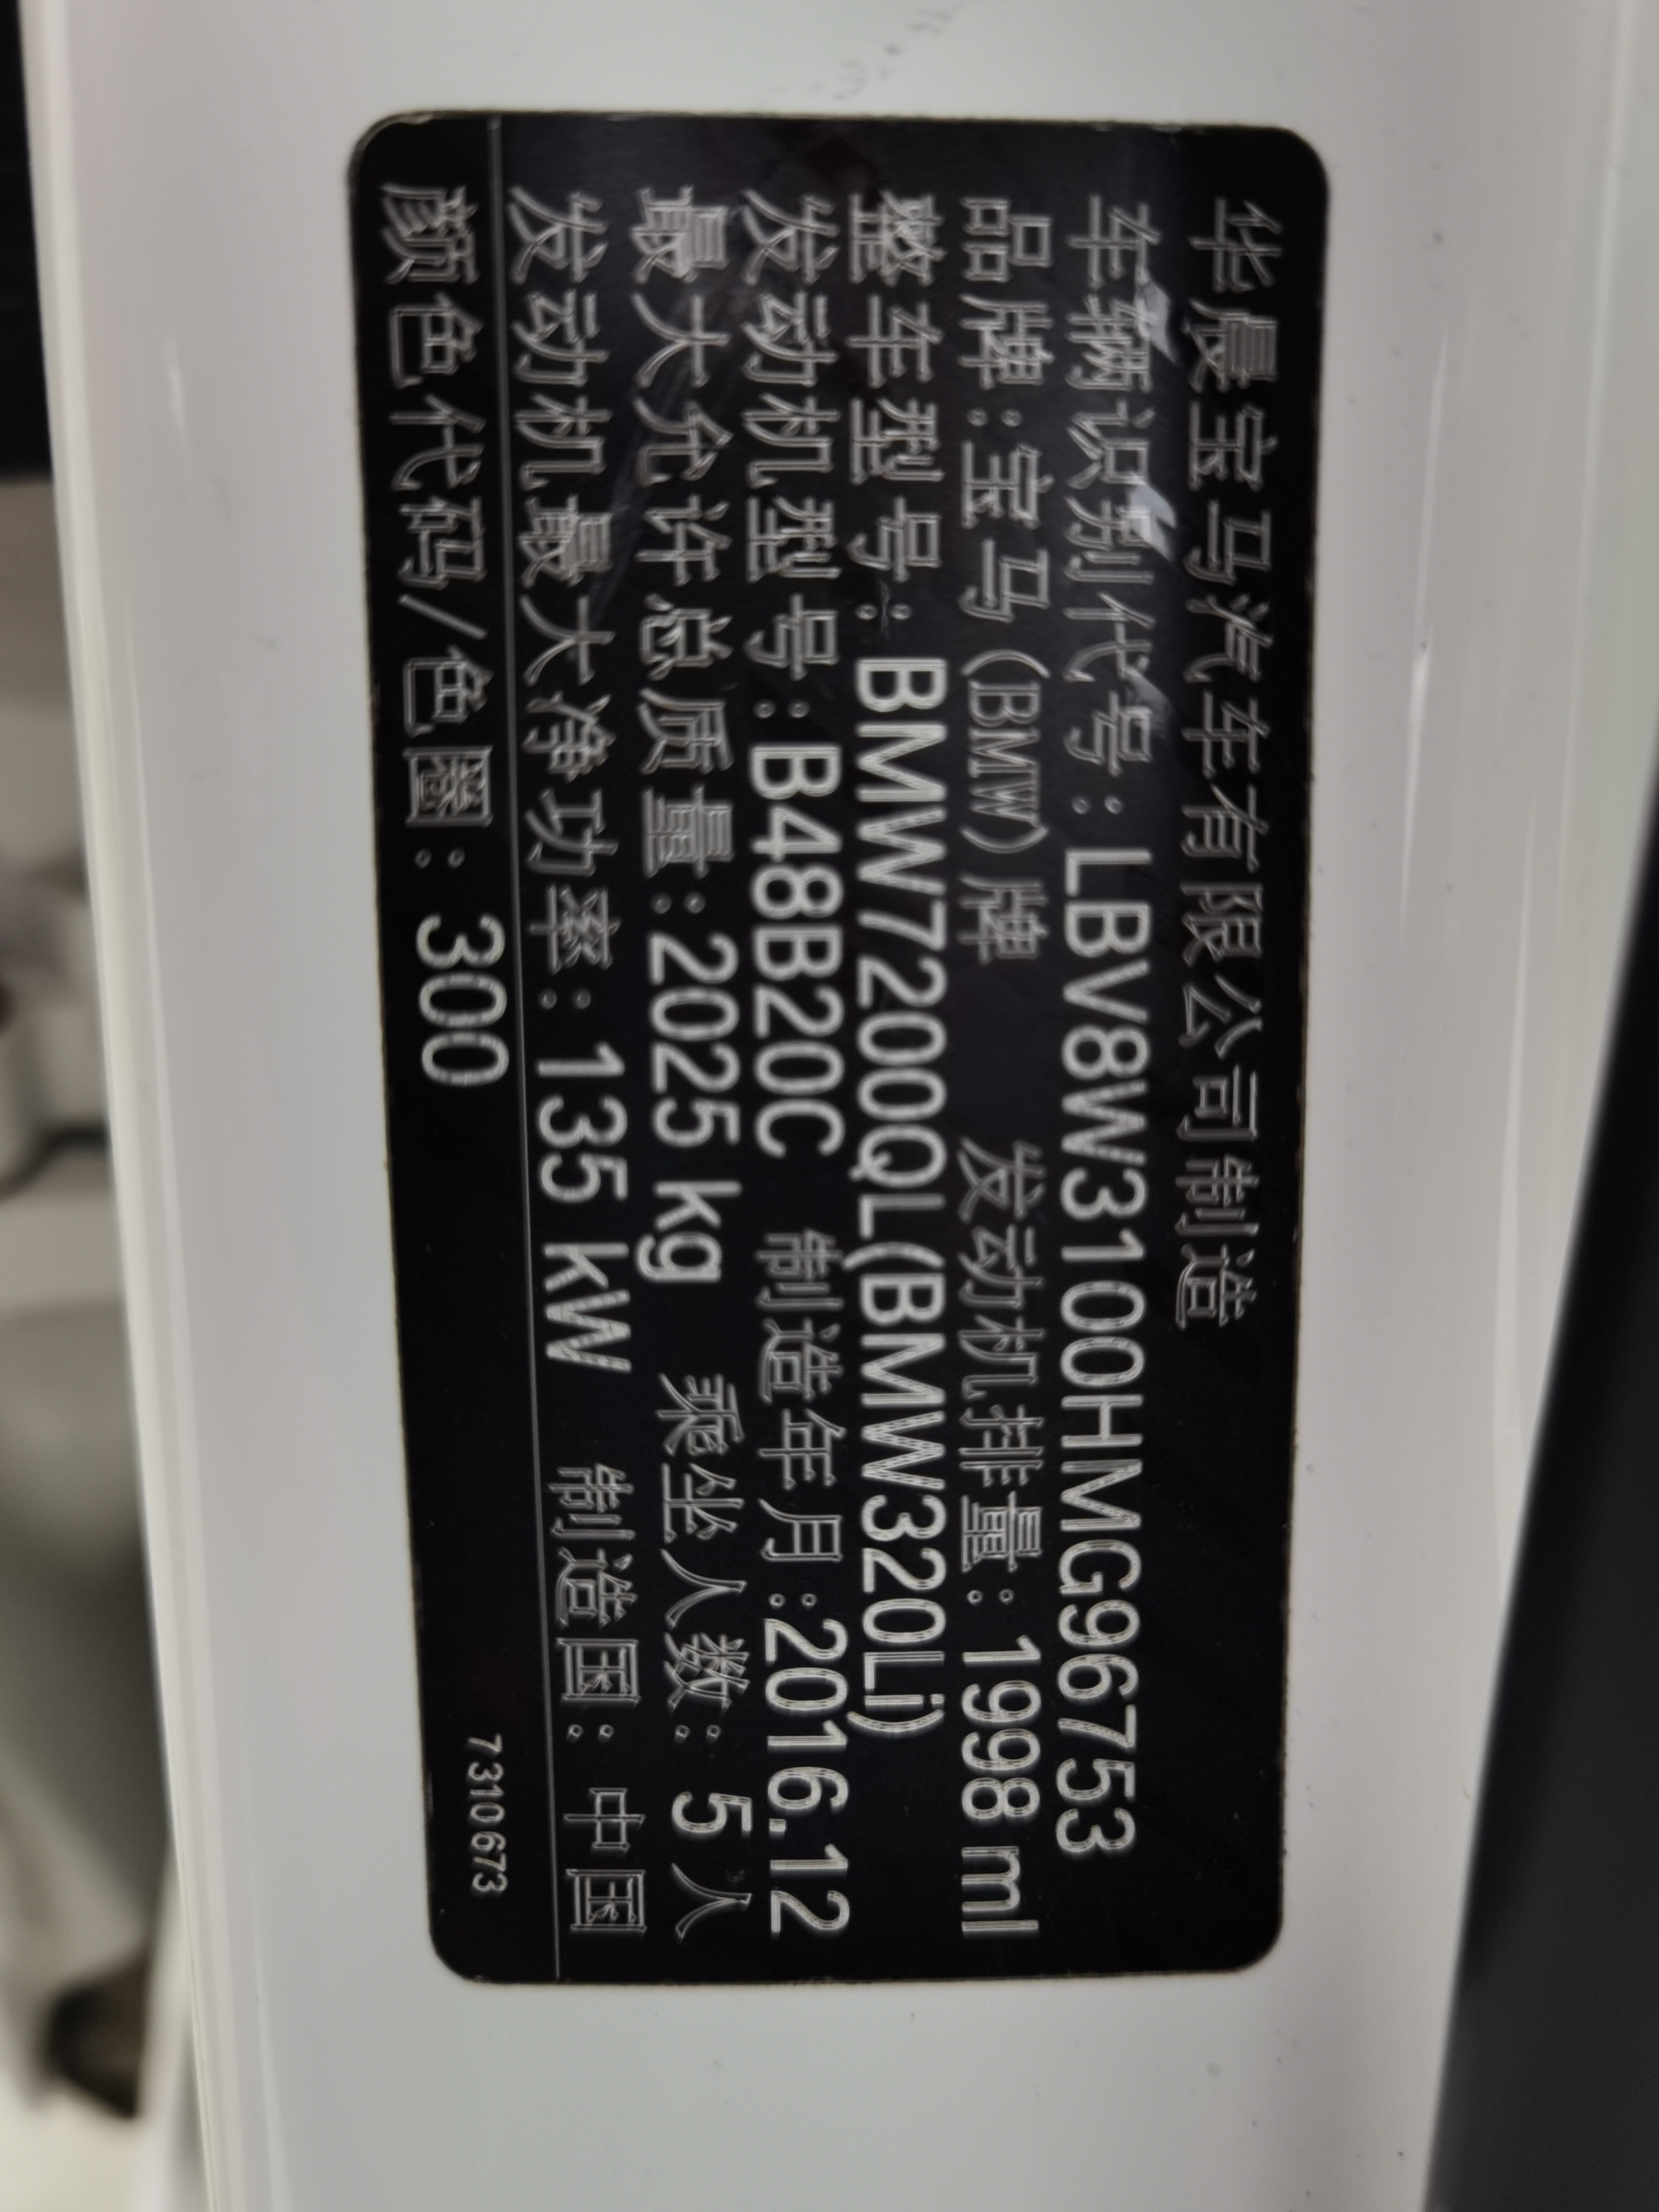 华晨宝马汽车有限公司制造
车辆识别代号：LBV8W3100HMG96753
品牌：宝马（BMW）牌 发动机排量：1998 ml
整车型号：BMW7200QL(BMW320Li)
发动机型号：B48B20C 制造年月：2016.12
最大允许总质量：2025 kg 乘坐人数：5人
发动机最大净功率：135 kW 制造国：中国
颜色代码/色圈：300
7310673